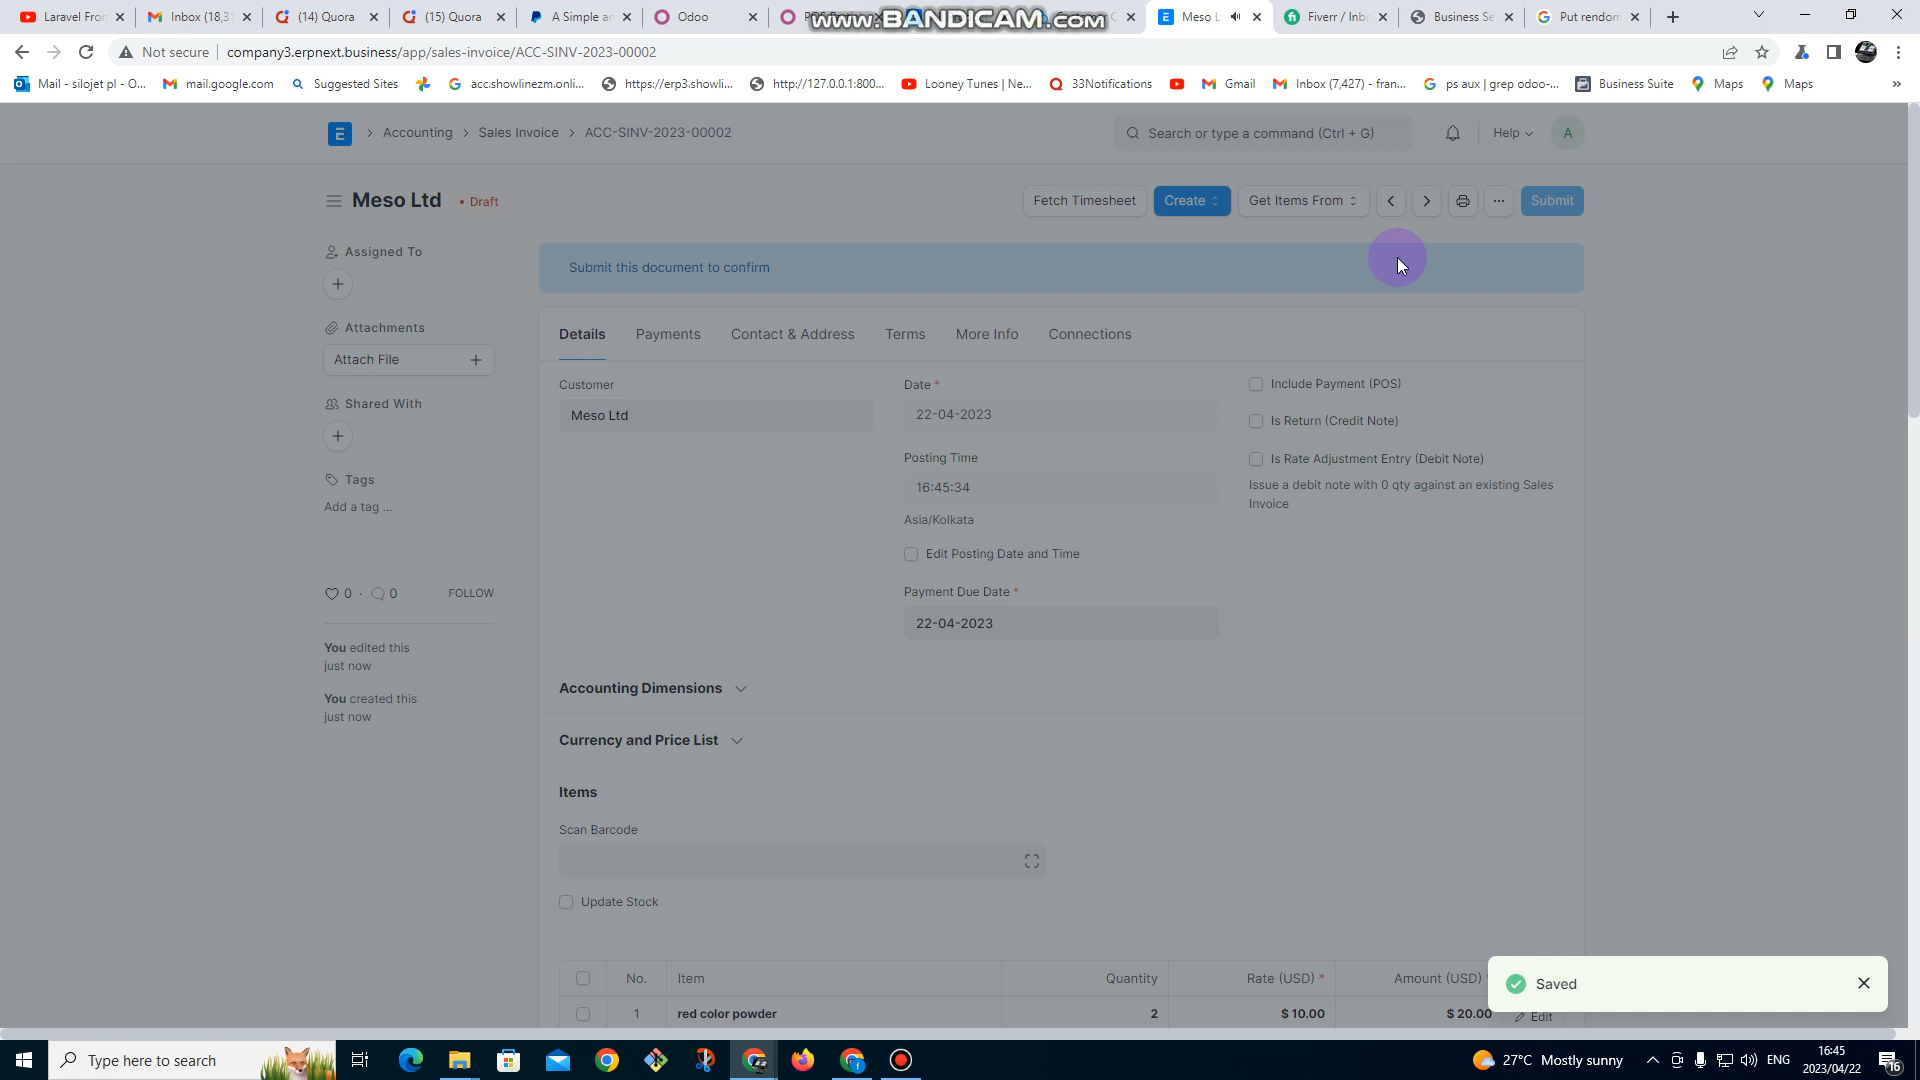 Laravel Fron
Inbox (18,3
(14) Quora
(15) Quora
A Simple a
Odoo
www.BANDICAM.com
Meso L
Fiverr / Inb
Business Se
Put rendom
Not secure
company3.erpnext.business/app/sales-invoice/ACC-SINV-2023-00002
Mail - silojet pl - O...
mail.google.com
Suggested Sites
acc.showlinezm.onli...
https://erp3.showli...
http://127.0.0.1:800...
Looney Tunes | Ne...
33Notifications
Gmail
Inbox (7,427) - fran...
ps aux | grep odoo-...
Business Suite
Maps
Maps
»
E
Accounting
Sales Invoice
ACC-SINV-2023-00002
Search or type a command (Ctrl + G)
Help
A
Meso Ltd
• Draft
Fetch Timesheet
Create
Get Items From
Submit
Assigned To
Submit this document to confirm
Attachments
Attach File
Shared With
Tags
Add a tag ...
0 · 0
FOLLOW
You edited this
just now
You created this
just now
Details
Payments
Contact & Address
Terms
More Info
Connections
Customer
Meso Ltd
Date *
22-04-2023
Posting Time
16:45:34
Asia/Kolkata
Edit Posting Date and Time
Payment Due Date *
22-04-2023
Include Payment (POS)
Is Return (Credit Note)
Is Rate Adjustment Entry (Debit Note)
Issue a debit note with 0 qty against an existing Sales
Invoice
Accounting Dimensions
Currency and Price List
Items
Scan Barcode
Update Stock
No.
Item
Quantity
Rate (USD) *
Amount (USD)
1
red color powder
2
$ 10.00
$ 20.00
Edit
Saved
Type here to search
27°C Mostly sunny
ENG
16:45
2023/04/22
16